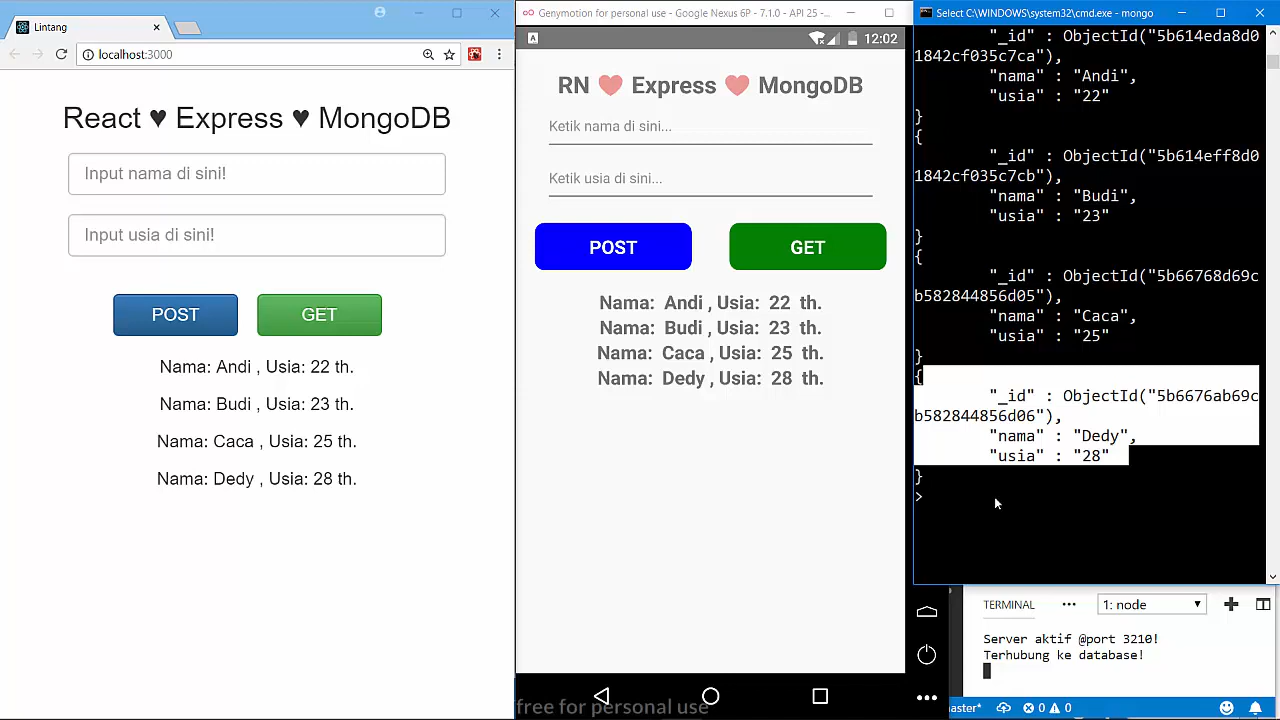 Lintang
localhost:3000
React ♥ Express ♥ MongoDB
Input nama di sini!
Input usia di sini!
POST
GET
Nama: Andi , Usia: 22 th.
Nama: Budi , Usia: 23 th.
Nama: Caca , Usia: 25 th.
Nama: Dedy , Usia: 28 th.
Genymotion for personal use - Google Nexus 6P - 7.1.0 - API 25 -...
A
12:02
RN ♥ Express ♥ MongoDB
Ketik nama di sini...
Ketik usia di sini...
POST
GET
Nama: Andi , Usia: 22 th.
Nama: Budi , Usia: 23 th.
Nama: Caca , Usia: 25 th.
Nama: Dedy , Usia: 28 th.
free for personal use
Select C:\WINDOWS\system32\cmd.exe - mongo
"_id" : ObjectId("5b614eda8d0
1842cf035c7ca"),
"nama" : "Andi",
"usia" : "22"
}
{
"_id" : ObjectId("5b614eff8d0
1842cf035c7cb"),
"nama" : "Budi",
"usia" : "23"
}
{
"_id" : ObjectId("5b66768d69c
b582844856d05"),
"nama" : "Caca",
"usia" : "25"
}
{
"_id" : ObjectId("5b6676ab69c
b582844856d06"),
"nama" : "Dedy",
"usia" : "28"
}
>
TERMINAL
1: node
Server aktif @port 3210!
Terhubung ke database!
aster*
0
0